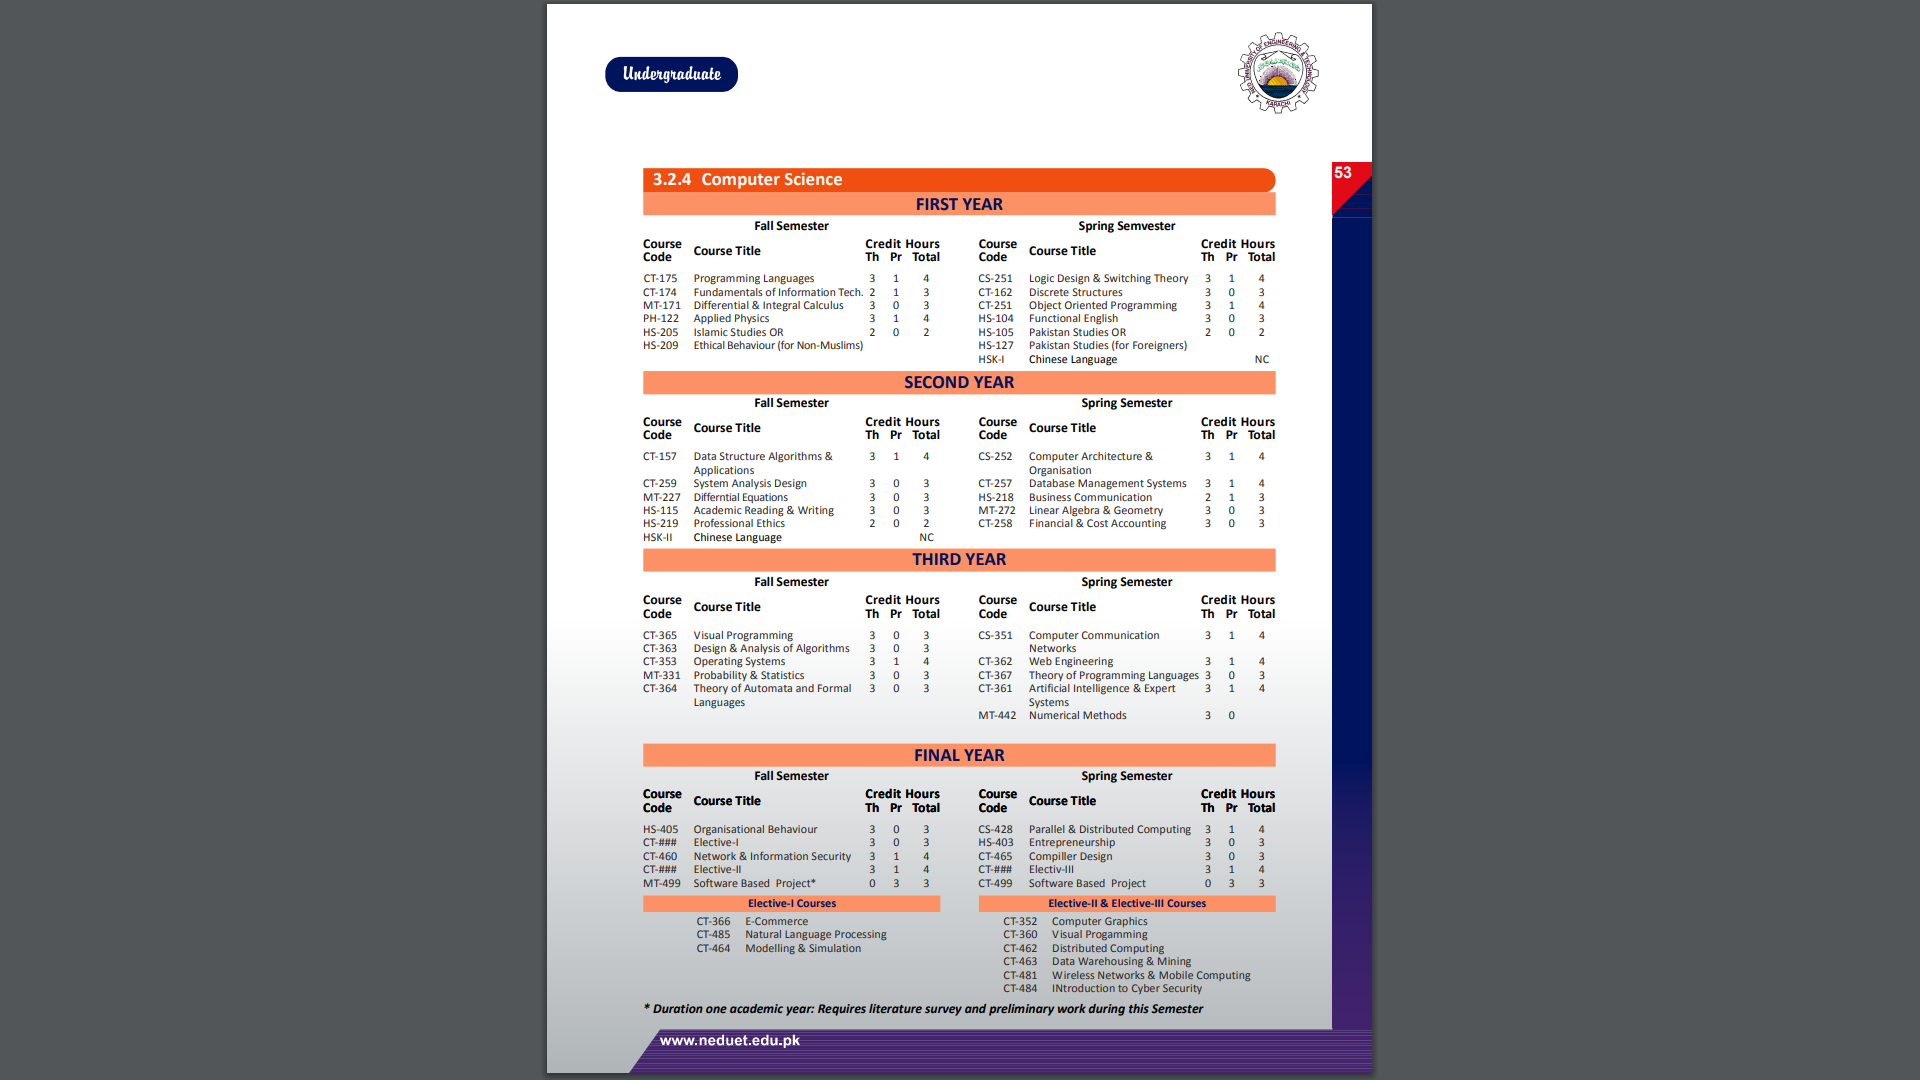 Undergraduate
NED UNIVERSITY OF ENGINEERING & TECHNOLOGY
KARACHI
53
3.2.4 Computer Science
FIRST YEAR
Fall Semester
Course Code Course Title Credit Hours Th Pr Total
CT-175 Programming Languages 3 1 4
CT-174 Fundamentals of Information Tech. 2 1 3
MT-171 Differential & Integral Calculus 3 0 3
PH-122 Applied Physics 3 1 4
HS-205 Islamic Studies OR 2 0 2
HS-209 Ethical Behaviour (for Non-Muslims)
Spring Semvester
Course Code Course Title Credit Hours Th Pr Total
CS-251 Logic Design & Switching Theory 3 1 4
CT-162 Discrete Structures 3 0 3
CT-251 Object Oriented Programming 3 1 4
HS-104 Functional English 3 0 3
HS-105 Pakistan Studies OR 2 0 2
HS-127 Pakistan Studies (for Foreigners)
HSK-I Chinese Language NC
SECOND YEAR
Fall Semester
Course Code Course Title Credit Hours Th Pr Total
CT-157 Data Structure Algorithms & 3 1 4
Applications
CT-259 System Analysis Design 3 0 3
MT-227 Differntial Equations 3 0 3
HS-115 Academic Reading & Writing 3 0 3
HS-219 Professional Ethics 2 0 2
HSK-II Chinese Language NC
Spring Semester
Course Code Course Title Credit Hours Th Pr Total
CS-252 Computer Architecture & 3 1 4
Organisation
CT-257 Database Management Systems 3 1 4
HS-218 Business Communication 2 1 3
MT-272 Linear Algebra & Geometry 3 0 3
CT-258 Financial & Cost Accounting 3 0 3
THIRD YEAR
Fall Semester
Course Code Course Title Credit Hours Th Pr Total
CT-365 Visual Programming 3 0 3
CT-363 Design & Analysis of Algorithms 3 0 3
CT-353 Operating Systems 3 1 4
MT-331 Probability & Statistics 3 0 3
CT-364 Theory of Automata and Formal 3 0 3
Languages
Spring Semester
Course Code Course Title Credit Hours Th Pr Total
CS-351 Computer Communication 3 1 4
Networks
CT-362 Web Engineering 3 1 4
CT-367 Theory of Programming Languages 3 0 3
CT-361 Artificial Intelligence & Expert 3 1 4
Systems
MT-442 Numerical Methods 3 0
FINAL YEAR
Fall Semester
Course Code Course Title Credit Hours Th Pr Total
HS-405 Organisational Behaviour 3 0 3
CT-### Elective-I 3 0 3
CT-460 Network & Information Security 3 1 4
CT-### Elective-II 3 1 4
MT-499 Software Based Project* 0 3 3
Spring Semester
Course Code Course Title Credit Hours Th Pr Total
CS-428 Parallel & Distributed Computing 3 1 4
HS-403 Entrepreneurship 3 0 3
CT-465 Compiller Design 3 0 3
CT-### Electiv-III 3 1 4
CT-499 Software Based Project 0 3 3
Elective-I Courses
CT-366 E-Commerce
CT-485 Natural Language Processing
CT-464 Modelling & Simulation
Elective-II & Elective-III Courses
CT-352 Computer Graphics
CT-360 Visual Progamming
CT-462 Distributed Computing
CT-463 Data Warehousing & Mining
CT-481 Wireless Networks & Mobile Computing
CT-484 INtroduction to Cyber Security
* Duration one academic year: Requires literature survey and preliminary work during this Semester
www.neduet.edu.pk